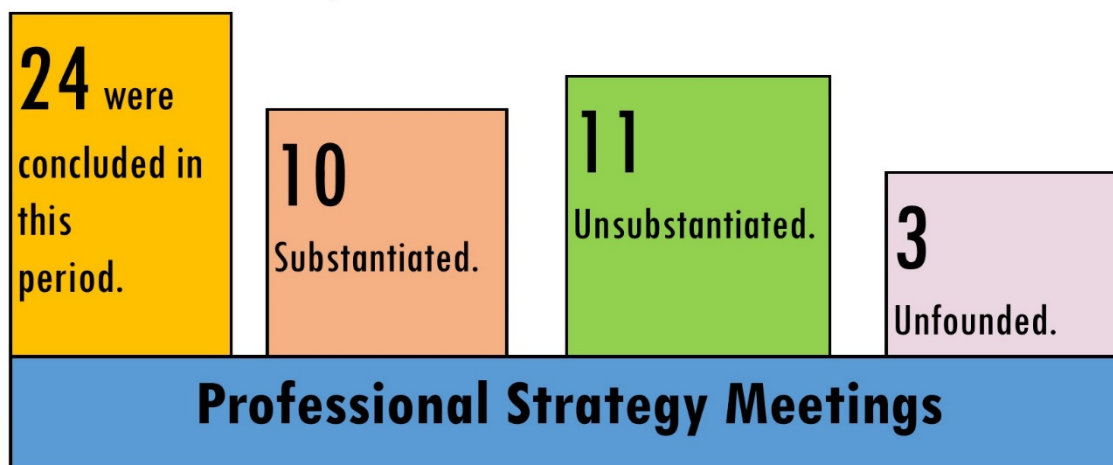 24 were
concluded in
this
period.
10
Substantiated.
11
Unsubstantiated.
3
Unfounded.
Professional Strategy Meetings